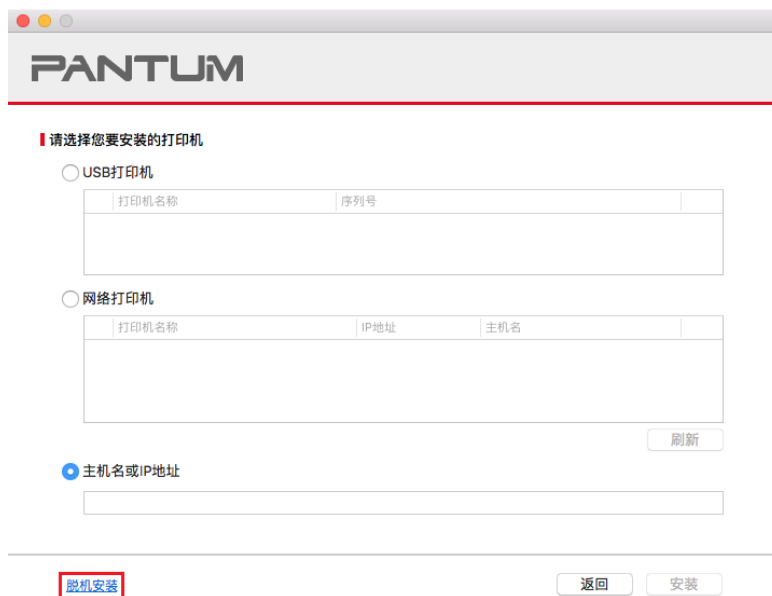 PANTUM
请选择您要安装的打印机
USB打印机
打印机名称 序列号
网络打印机
打印机名称 IP地址 主机名
刷新
主机名或IP地址
脱机安装 返回 安装